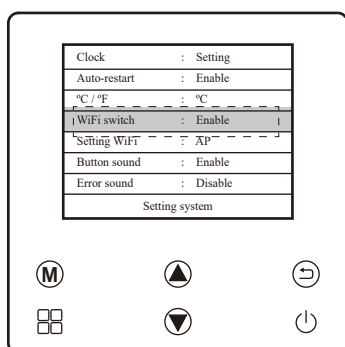 Clock : Setting
Auto-restart : Enable
ºC / ºF : ºC
WiFi switch : Enable
Setting WiFi : AP
Button sound : Enable
Error sound : Disable
Setting system
M